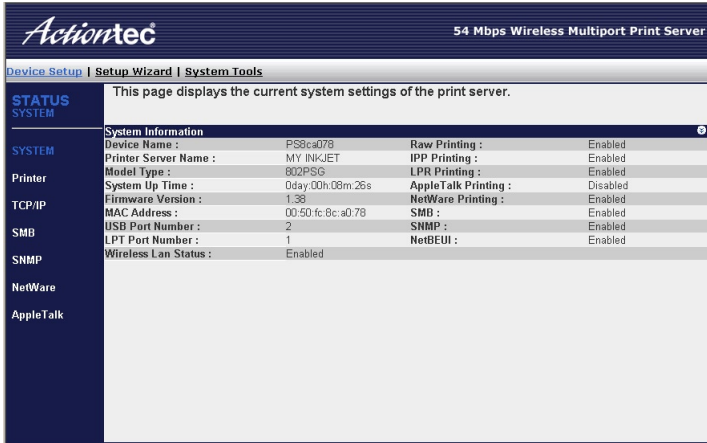 Actiontec
54 Mbps Wireless Multiport Print Server
Device Setup | Setup Wizard | System Tools
STATUS
SYSTEM
This page displays the current system settings of the print server.
SYSTEM
Printer
TCP/IP
SMB
SNMP
NetWare
AppleTalk
System Information
Device Name : PS8ca078 Raw Printing : Enabled
Printer Server Name : MY INKJET IPP Printing : Enabled
Model Type : 802PSG LPR Printing : Enabled
System Up Time : 0day:00h:08m:26s AppleTalk Printing : Disabled
Firmware Version : 1.38 NetWare Printing : Enabled
MAC Address : 00:50:fc:8c:a0:78 SMB : Enabled
USB Port Number : 2 SNMP : Enabled
LPT Port Number : 1 NetBEUI : Enabled
Wireless Lan Status : Enabled